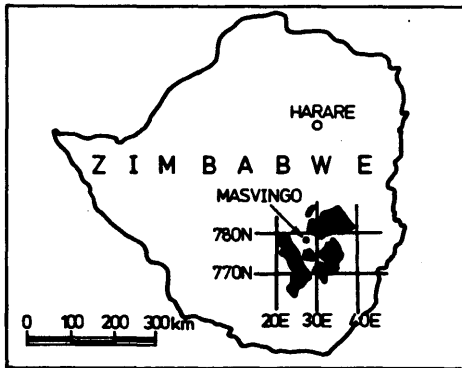 HARARE
Z I M B A B W E
MASVINGO
780N
770N
20E 30E 40E
0 100 200 300km